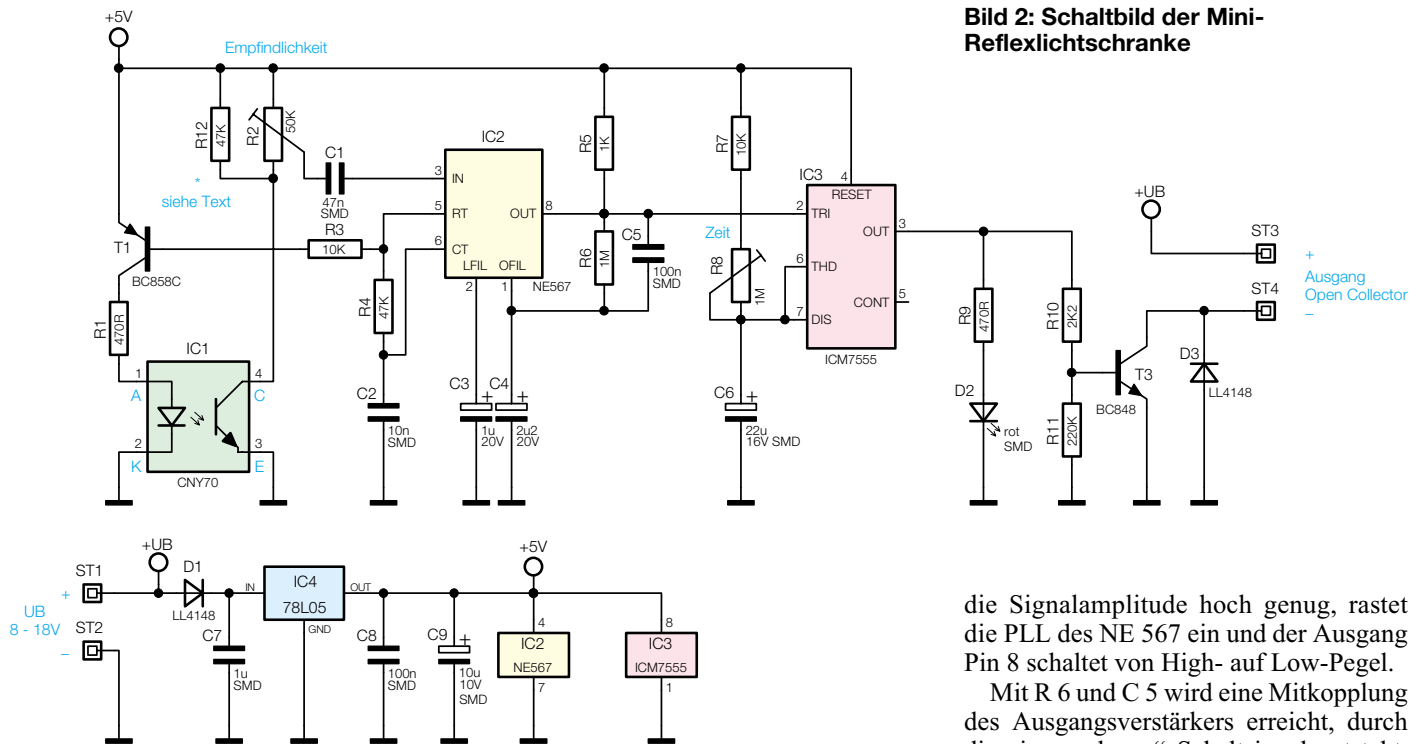 Bild 2: Schaltbild der Mini-
Reflexlichtschranke
+5V
Empfindlichkeit
R12
47K
R2
50K
*
siehe Text
C1
47n
SMD
IC2
3
IN
5
RT
6
CT
OUT
8
LFIL
OFIL
2
1
NE567
R5
1K
R6
1M
C5
100n
SMD
R7
10K
Zeit
R8
1M
IC3
4
RESET
2
TRI
OUT
3
6
THD
CONT
5
7
DIS
ICM7555
T1
BC858C
R3
10K
R4
47K
R1
470R
IC1
1
A
4
C
2
K
3
E
CNY70
C2
10n
SMD
C3
+
1u
20V
C4
+
2u2
20V
C6
+
22u
16V SMD
R9
470R
D2
rot
SMD
R10
2K2
R11
220K
T3
BC848
D3
LL4148
+UB
ST3
+
Ausgang
Open Collector
ST4
–
ST1
+
UB
8 - 18V
ST2
–
+UB
D1
LL4148
C7
1u
SMD
IN
IC4
78L05
OUT
GND
C8
100n
SMD
C9
+
10u
10V
SMD
+5V
4
IC2
NE567
7
8
IC3
ICM7555
1
die Signalamplitude hoch genug, rastet
die PLL des NE 567 ein und der Ausgang
Pin 8 schaltet von High- auf Low-Pegel.
Mit R 6 und C 5 wird eine Mitkopplung
des Ausgangsverstärkers erreicht, durch